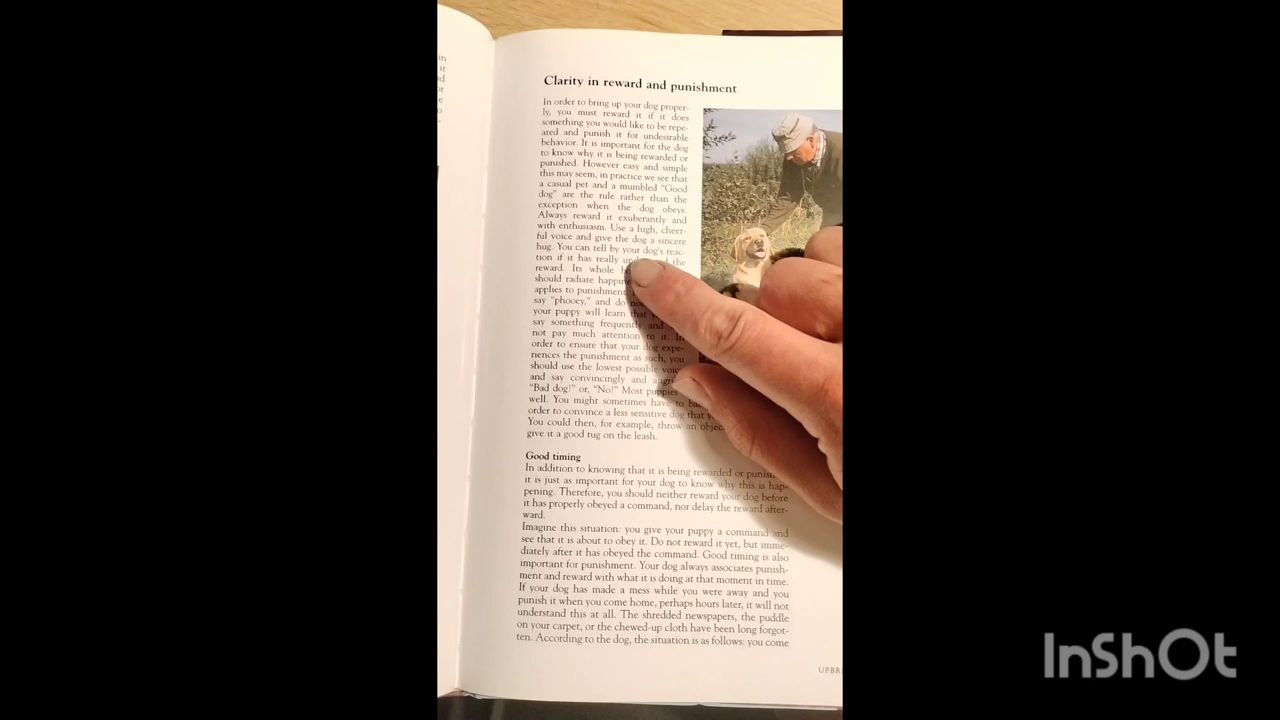 in
it
nd
ot
e
o
Clarity in reward and punishment
In order to bring up your dog proper-
ly, you must reward it if it does
something you would like to be repe-
ated and punish it for undesirable
behavior. It is important for the dog
to know why it is being rewarded or
punished. However easy and simple
this may seem, in practice we see that
a casual pet and a mumbled "Good
dog" are the rule rather than the
exception when the dog obeys.
Always reward it exuberantly and
with enthusiasm. Use a high, cheer-
ful voice and give the dog a sincere
hug. You can tell by your dog's reac-
tion if it has really the
reward. Its whole
should radiate
applies to punishment.
say "phooey," and do
your puppy will learn that
say something frequently and
not pay much attention to it. In
order to ensure that your dog expe-
riences the punishment as such, you
should use the lowest possible voice
and say convincingly and
"Bad dog!" or, "No!" Most puppies
well. You might sometimes have to
order to convince a less sensitive dog that
You could then, for example, throw an object
give it a good tug on the leash.
Good timing
In addition to knowing that it is being rewarded or
it is just as important for your dog to know why this is hap-
pening. Therefore, you should neither reward your dog before
it has properly obeyed a command, nor delay the reward after-
ward.
Imagine this situation: you give your puppy a command and
see that it is about to obey it. Do not reward it yet, but imme-
diately after it has obeyed the command. Good timing is also
important for punishment. Your dog always associates punish-
ment and reward with what it is doing at that moment in time.
If your dog has made a mess while you were away and you
punish it when you come home, perhaps hours later, it will not
understand this at all. The shredded newspapers, the puddle
on your carpet, or the chewed-up cloth have been long forgot-
ten. According to the dog, the situation is as follows: you come
UPBR
InShOt